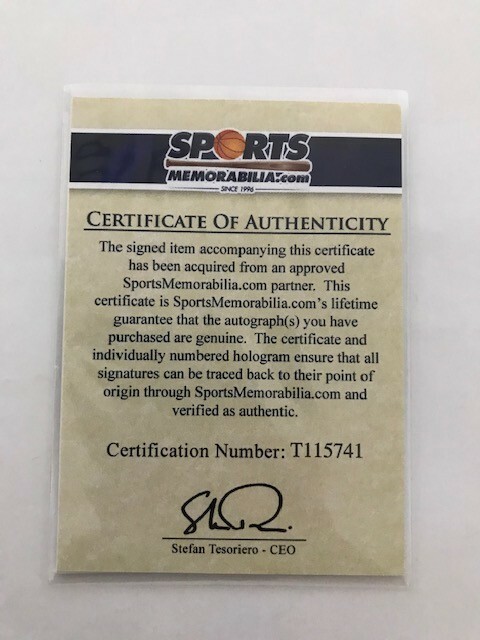 SPORTS
MEMORABILIA.com
SINCE 1996
CERTIFICATE OF AUTHENTICITY
The signed item accompanying this certificate
has been acquired from an approved
SportsMemorabilia.com partner. This
certificate is SportsMemorabilia.com's lifetime
guarantee that the autograph(s) you have
purchased are genuine. The certificate and
individually numbered hologram ensure that all
signatures can be traced back to their point of
origin through SportsMemorabilia.com and
verified as authentic.
Certification Number: T115741
Stefan Tesoriero - CEO